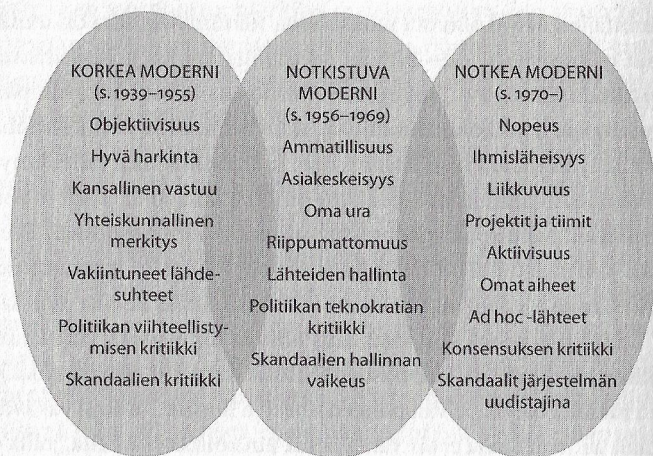 KORKEA MODERNI
(s. 1939–1955)
Objektiivisuus
Hyvä harkinta
Kansallinen vastuu
Yhteiskunnallinen
merkitys
Vakiintuneet lähde-
suhteet
Politiikan viihteellisty-
misen kritiikki
Skandaalien kritiikki
NOTKISTUVA
MODERNI
(s. 1956–1969)
Ammatillisuus
Asiakeskeisyys
Oma ura
Riippumattomuus
Lähteiden hallinta
Politiikan teknokratian
kritiikki
Skandaalien hallinnan
vaikeus
NOTKEA MODERNI
(s. 1970–)
Nopeus
Ihmisläheisyys
Liikkuvuus
Projektit ja tiimit
Aktiivisuus
Omat aiheet
Ad hoc -lähteet
Konsensuksen kritiikki
Skandaalit järjestelmän
uudistajina